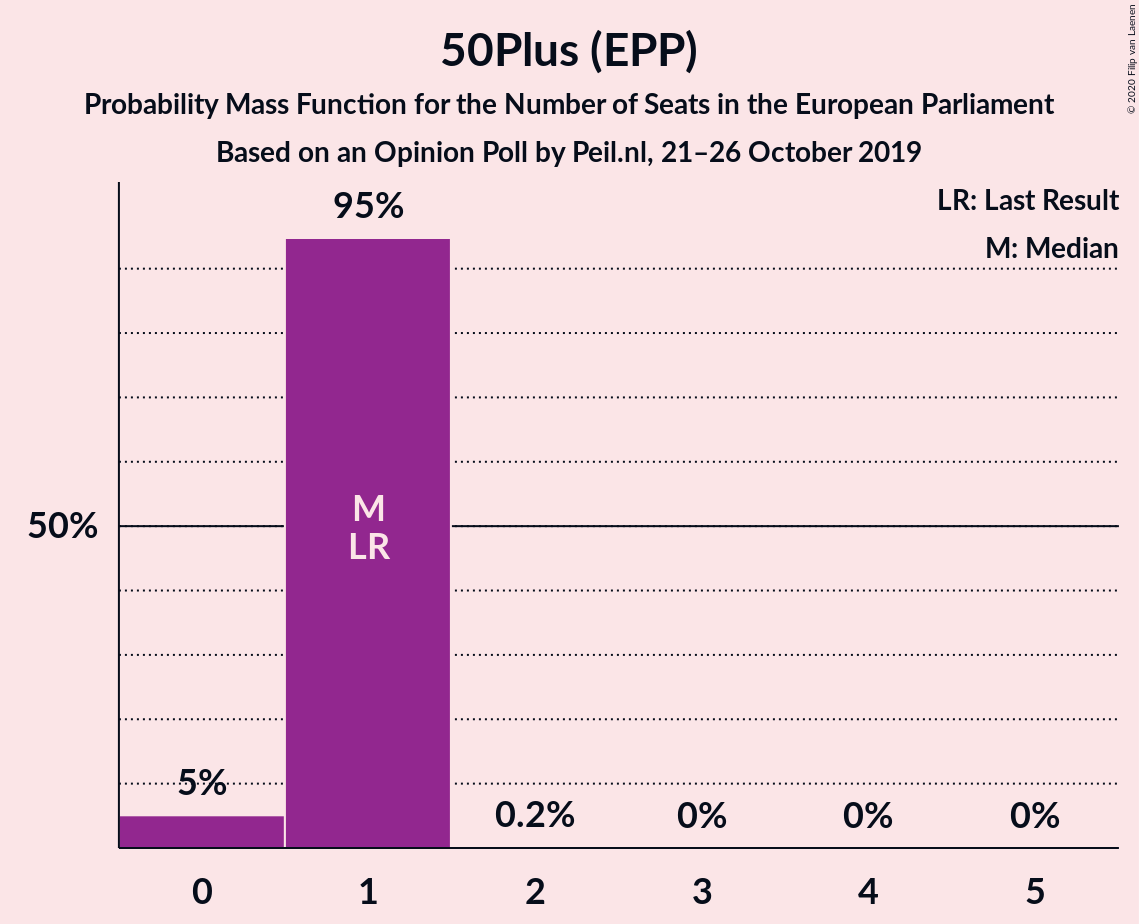 50Plus (EPP)
Probability Mass Function for the Number of Seats in the European Parliament
Based on an Opinion Poll by Peil.nl, 21–26 October 2019
© 2020 Filip van Laenen
LR: Last Result
M: Median
95%
M
LR
50%
5%
0.2%
0%
0%
0%
0
1
2
3
4
5